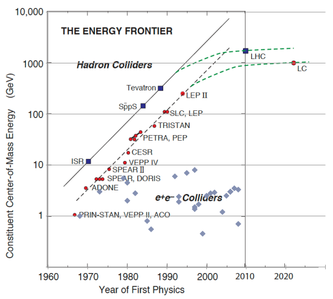 10,000
THE ENERGY FRONTIER
Hadron Colliders
1000
LHC
Tevatron
LC
LEP II
SppS
SLC, LEP
100
TRISTAN
PETRA, PEP
CESR
ISR
VEPP IV
10
SPEAR II
SPEAR, DORIS
ADONE
e+e- Colliders
1
PRIN-STAN, VEPP II, ACO
Constituent Center-of-Mass Energy (GeV)
1960 1970 1980 1990 2000 2010 2020
Year of First Physics